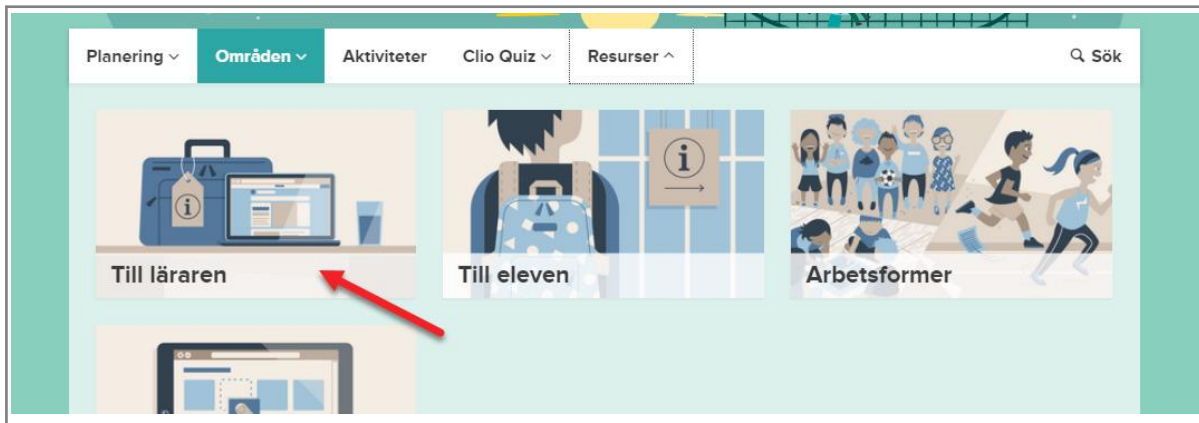 Planering Områden Aktiviteter Clio Quiz Resurser Sök
Till läraren Till eleven Arbetsformer